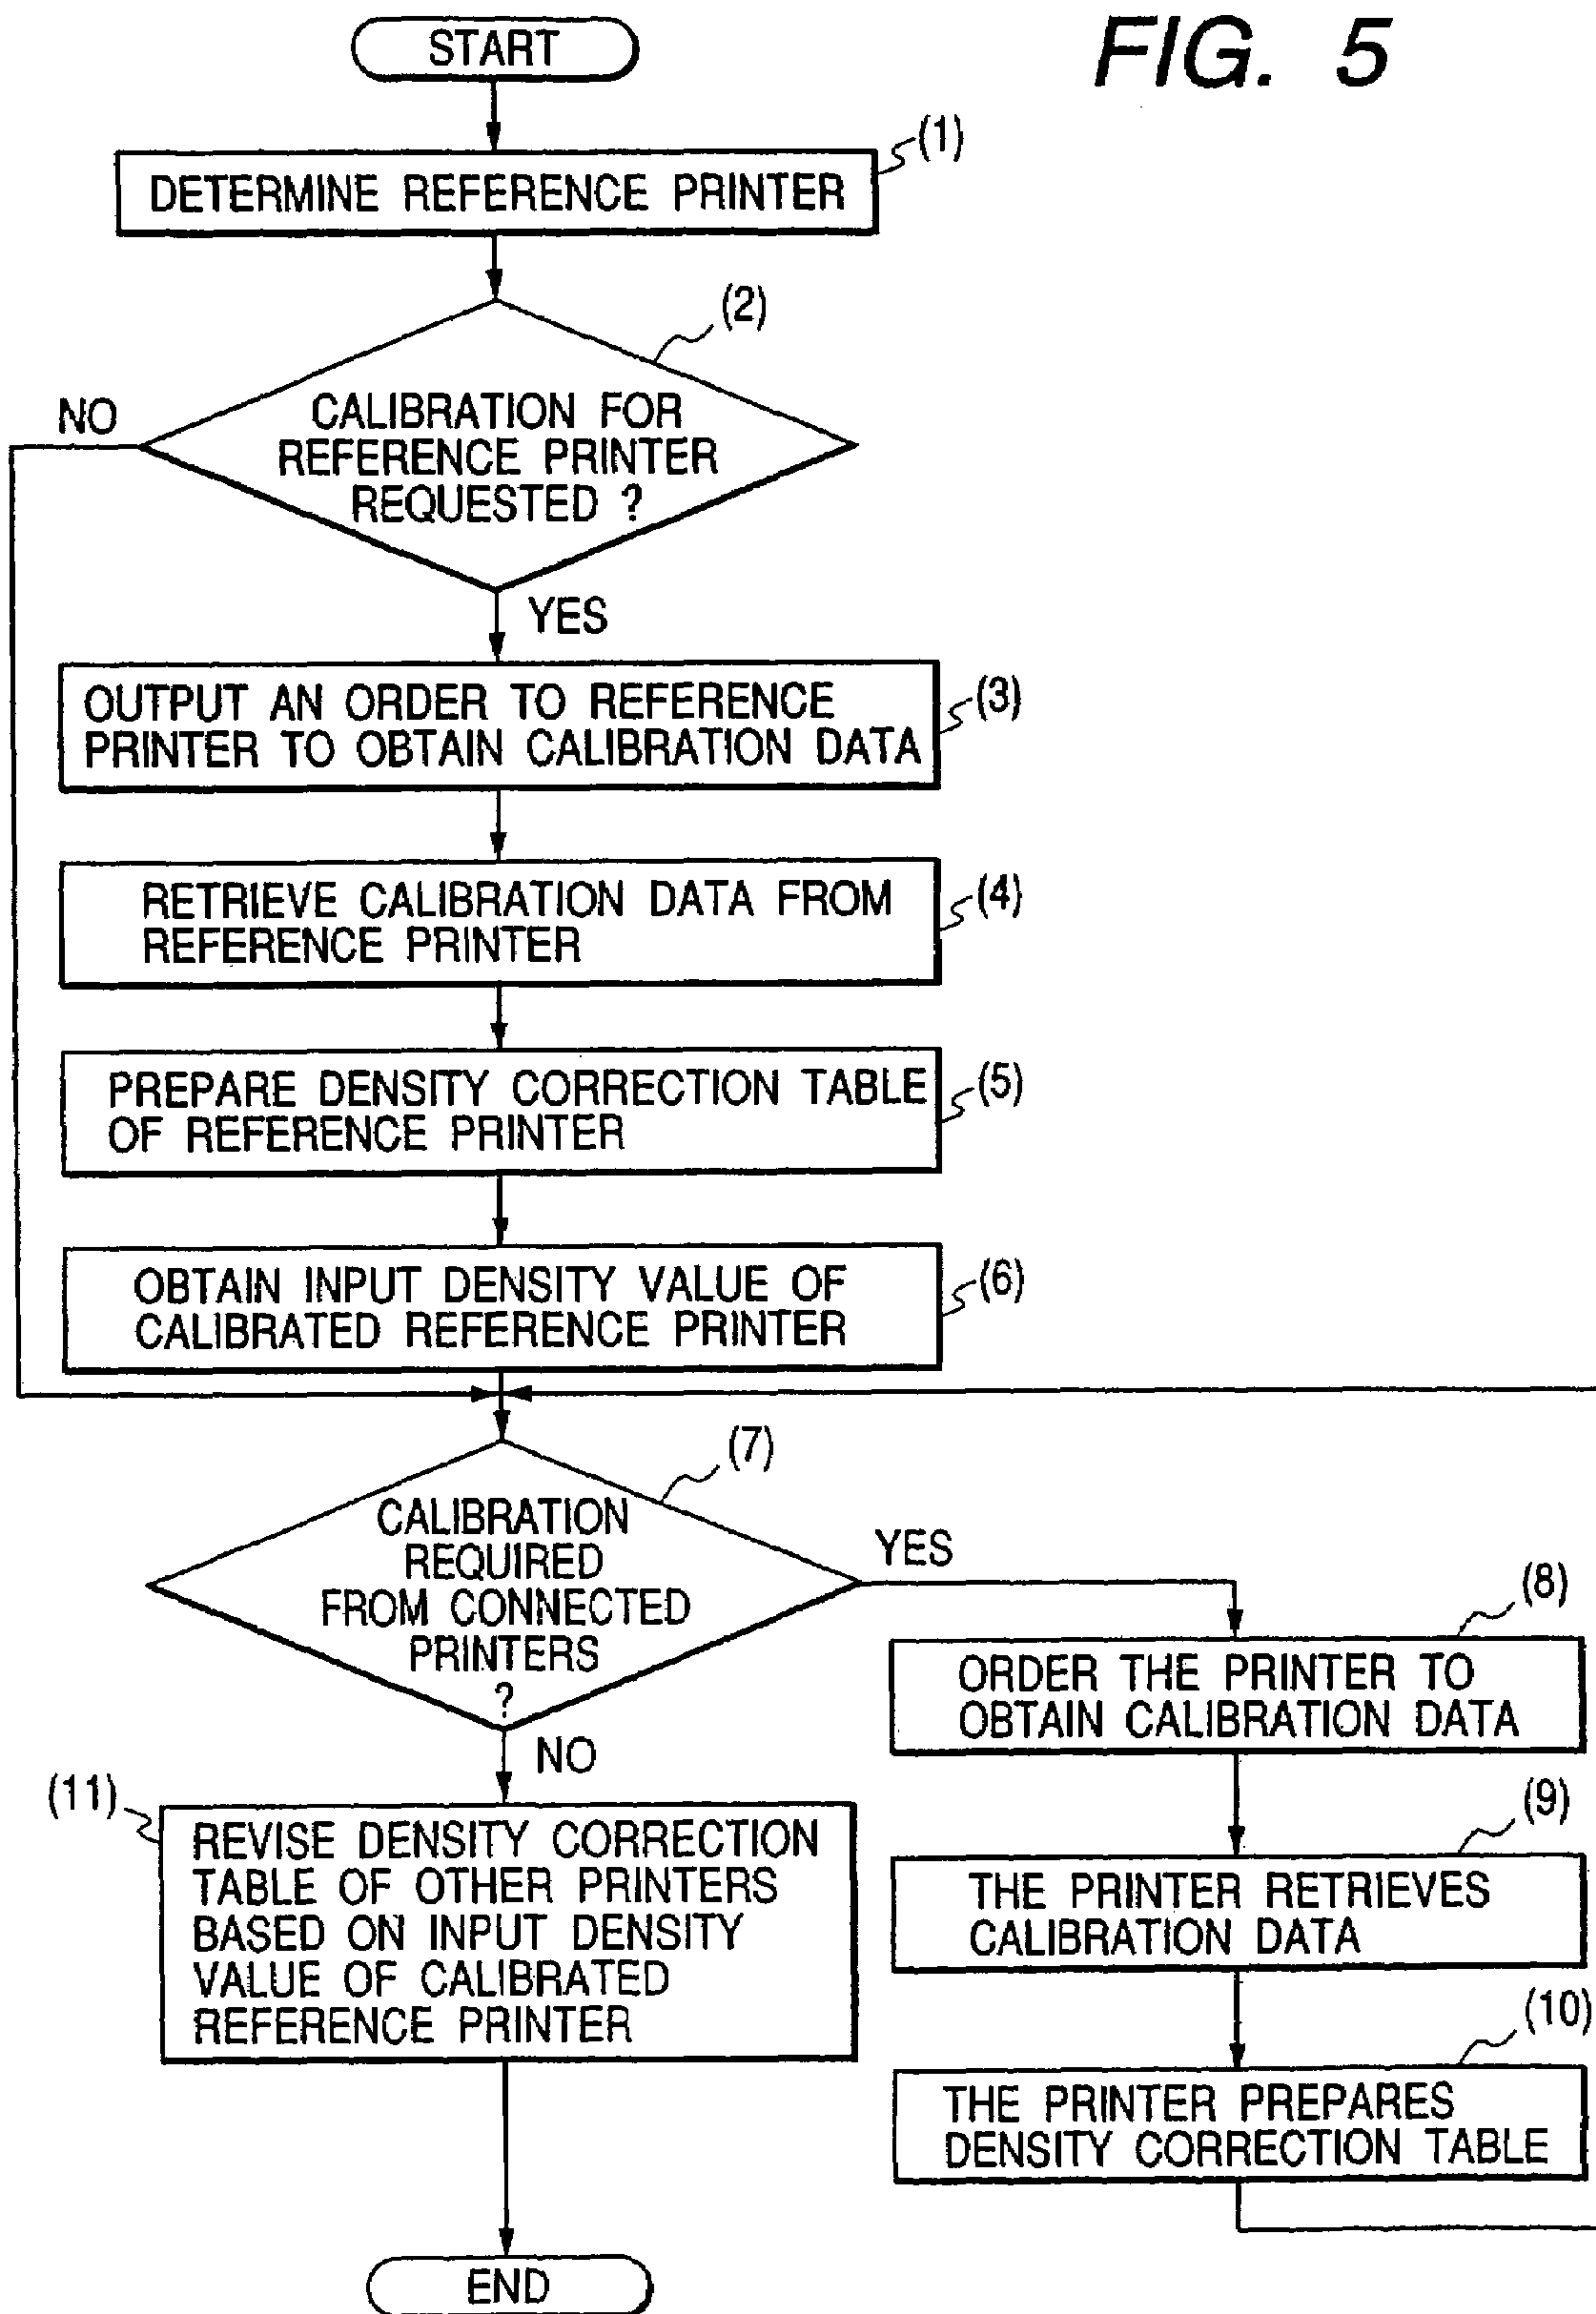 FIG. 5
START
(1)
DETERMINE REFERENCE PRINTER
(2)
NO
CALIBRATION FOR
REFERENCE PRINTER
REQUESTED ?
YES
(3)
OUTPUT AN ORDER TO REFERENCE
PRINTER TO OBTAIN CALIBRATION DATA
(4)
RETRIEVE CALIBRATION DATA FROM
REFERENCE PRINTER
(5)
PREPARE DENSITY CORRECTION TABLE
OF REFERENCE PRINTER
(6)
OBTAIN INPUT DENSITY VALUE OF
CALIBRATED REFERENCE PRINTER
(7)
CALIBRATION
REQUIRED
FROM CONNECTED
PRINTERS
?
YES
(8)
ORDER THE PRINTER TO
OBTAIN CALIBRATION DATA
(9)
THE PRINTER RETRIEVES
CALIBRATION DATA
(10)
THE PRINTER PREPARES
DENSITY CORRECTION TABLE
NO
(11)
REVISE DENSITY CORRECTION
TABLE OF OTHER PRINTERS
BASED ON INPUT DENSITY
VALUE OF CALIBRATED
REFERENCE PRINTER
END